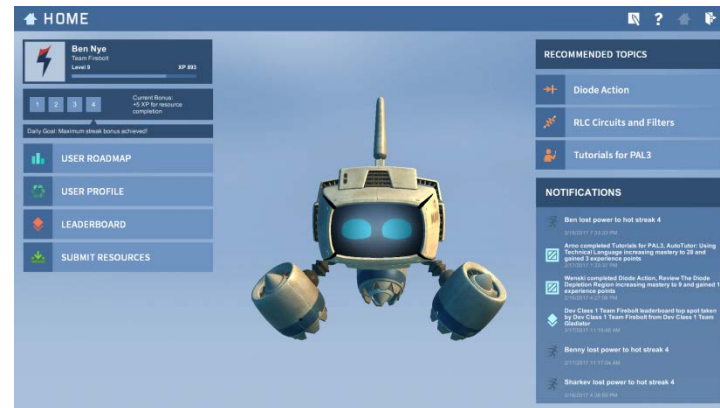 HOME
?
Ben Nye
Team Firebolt
Level 9 XP 893
1 2 3 4
Current Bonus:
+5 XP for resource
completion
Daily Goal: Maximum streak bonus achieved!
USER ROADMAP
USER PROFILE
LEADERBOARD
SUBMIT RESOURCES
RECOMMENDED TOPICS
Diode Action
RLC Circuits and Filters
Tutorials for PAL3
NOTIFICATIONS
Ben lost power to hot streak 4
Arno completed Tutorials for PAL3, AutoTutor: Using
Technical Language increasing mastery to 28 and
gained 3 experience points
Wenski completed Diode Action, Review The Diode
Depletion Region increasing mastery to 9 and gained 1
experience points
Dev Class 1 Team Firebolt leaderboard top spot taken
by Dev Class 1 Team Firebolt from Dev Class 1 Team
Gladiator
Benny lost power to hot streak 4
Sharkev lost power to hot streak 4